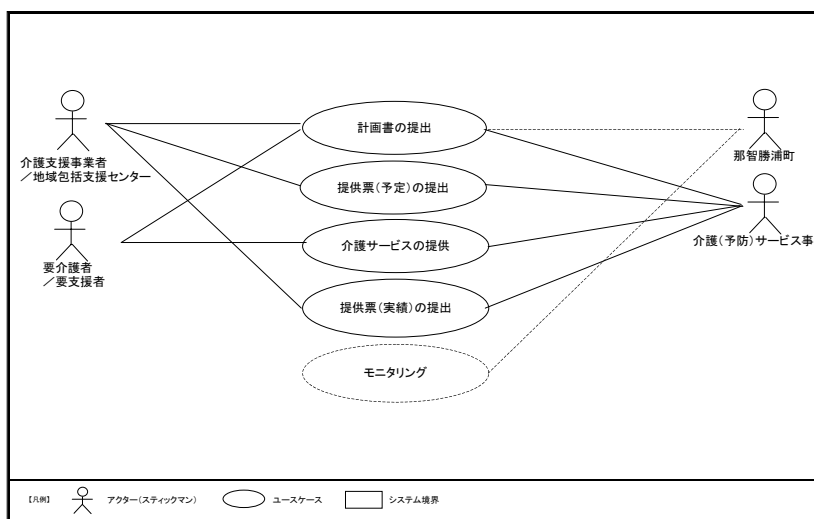 計画書の提出
介護支援事業者
／地域包括支援センター
那智勝浦町
提供票（予定）の提出
介護サービスの提供
介護（予防）サービス事
要介護者
／要支援者
提供票（実績）の提出
モニタリング
【凡例】 アクター（スティックマン） ユースケース システム境界